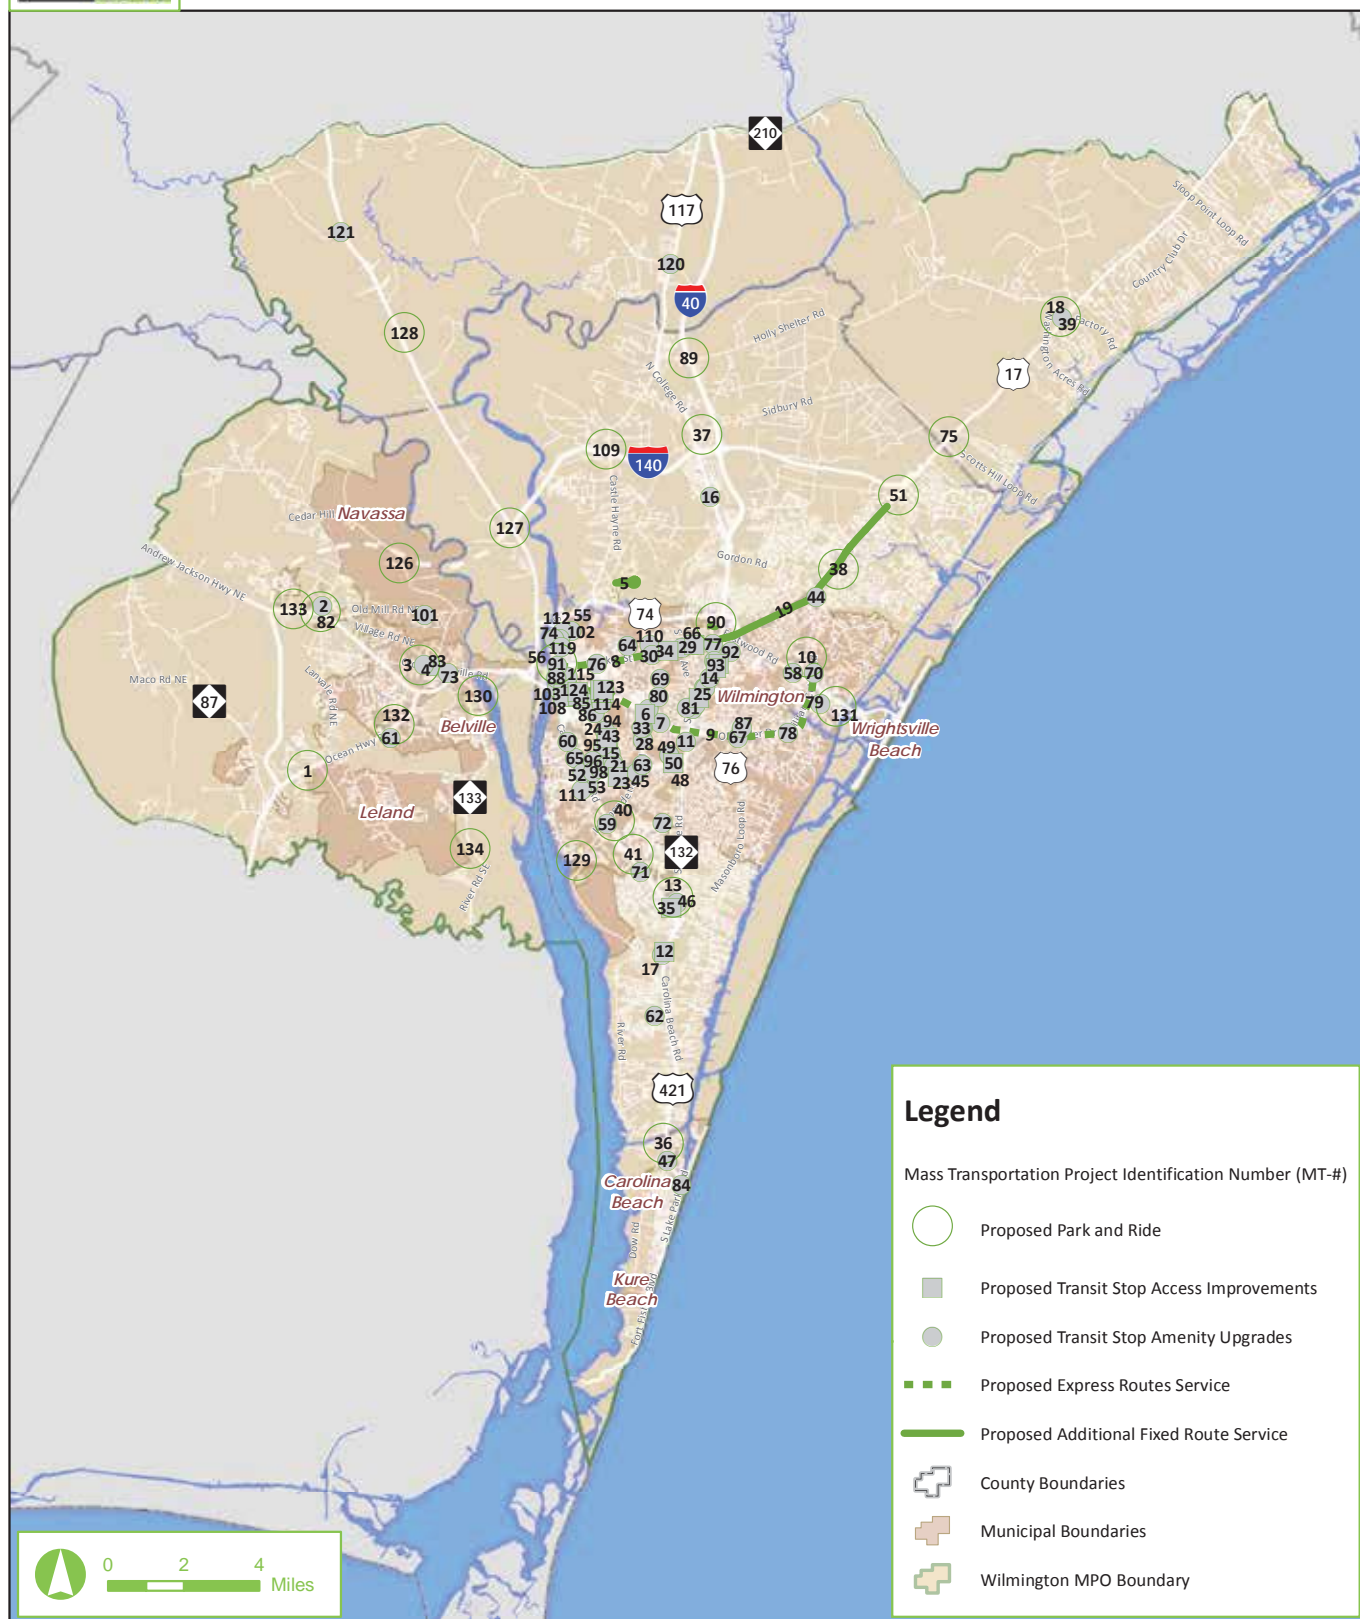 210
117
Sloop Point Loop Rd
Country Club Dr
121
120
40
18
39
Factory Rd
Washington Acres Rd
128
Holly Shelter Rd
89
17
N College Rd
Sidbury Rd
37
75
109
140
Scotts Hill Loop Rd
51
16
Castle Hayne Rd
Cedar Hill
Navassa
127
Andrew Jackson Hwy NE
Gordon Rd
126
38
5
44
133
2
82
Old Mill Rd NE
101
74
19
112
55
90
Village Rd NE
74
102
110
66
119
64
34
29
77
92
56
91
76
8
30
93
10
3
4
83
73
88
115
69
14
58
70
Maco Rd NE
Lanvale Rd NE
130
103
124
123
80
25
Wilmington
79
87
108
85
114
81
131
132
86
6
Belville
94
7
87
Wrightsville
Beach
61
24
43
33
9
67
78
Ocean Hwy
60
95
28
49
11
65
96
15
1
52
98
21
63
50
76
53
23
45
48
133
111
Leland
40
59
72
Masonboro Loop Rd
134
129
41
132
71
River Rd SE
13
46
35
12
17
Carolina Beach Rd
62
River Rd
421
36
47
Carolina
Beach
84
S Lake Park
Dow Rd
Kure
Beach
Legend
Mass Transportation Project Identification Number (MT-#)
Proposed Park and Ride
Proposed Transit Stop Access Improvements
Proposed Transit Stop Amenity Upgrades
Proposed Express Routes Service
Proposed Additional Fixed Route Service
County Boundaries
Municipal Boundaries
Wilmington MPO Boundary
0 2 4
Miles